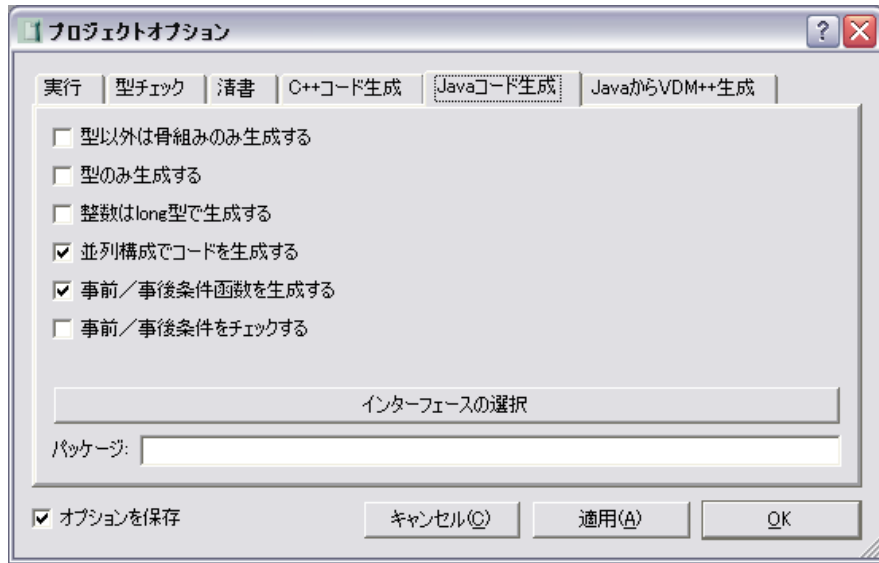 プロジェクトオプション
実行 型チェック 清書 C++コード生成 Javaコード生成 JavaからVDM++生成
型以外は骨組みのみ生成する
型のみ生成する
整数はlong型で生成する
並列構成でコードを生成する
事前／事後条件函数を生成する
事前／事後条件をチェックする
インターフェースの選択
パッケージ:
オプションを保存 キャンセル(C) 適用(A) OK